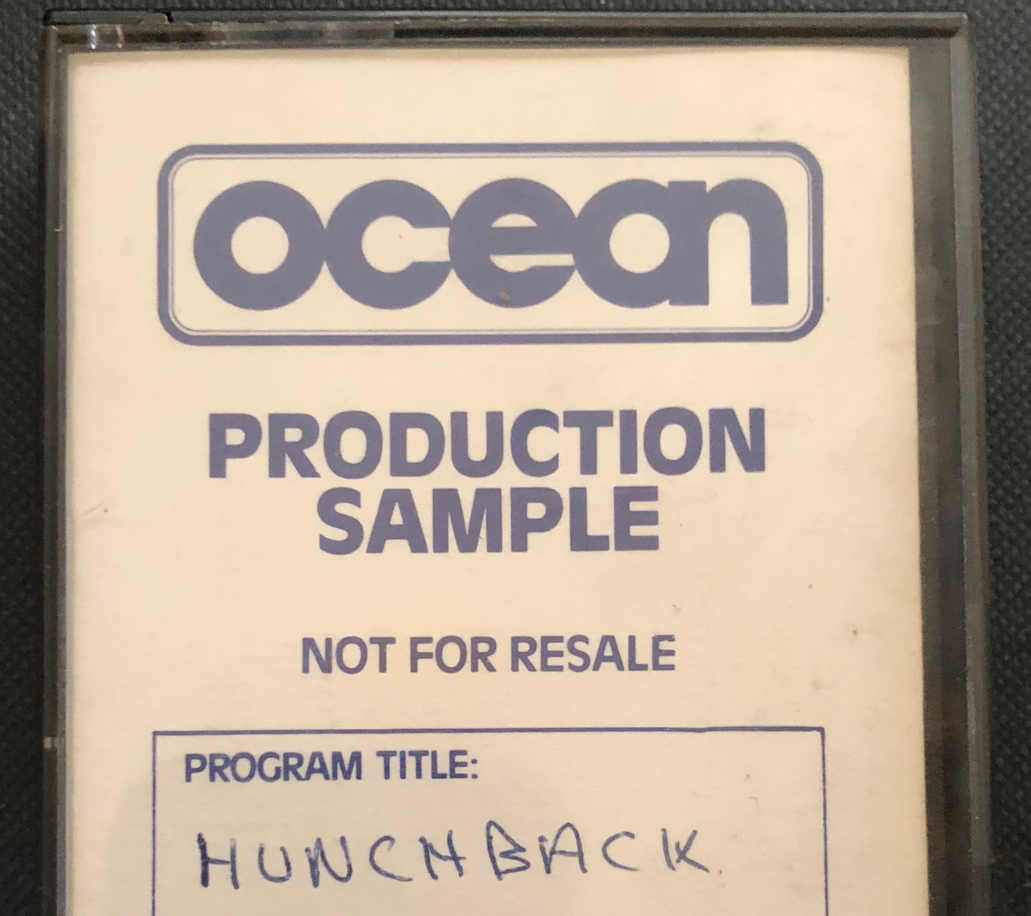 ocean
PRODUCTION
SAMPLE
NOT FOR RESALE
PROGRAM TITLE:
HUNCHBACK